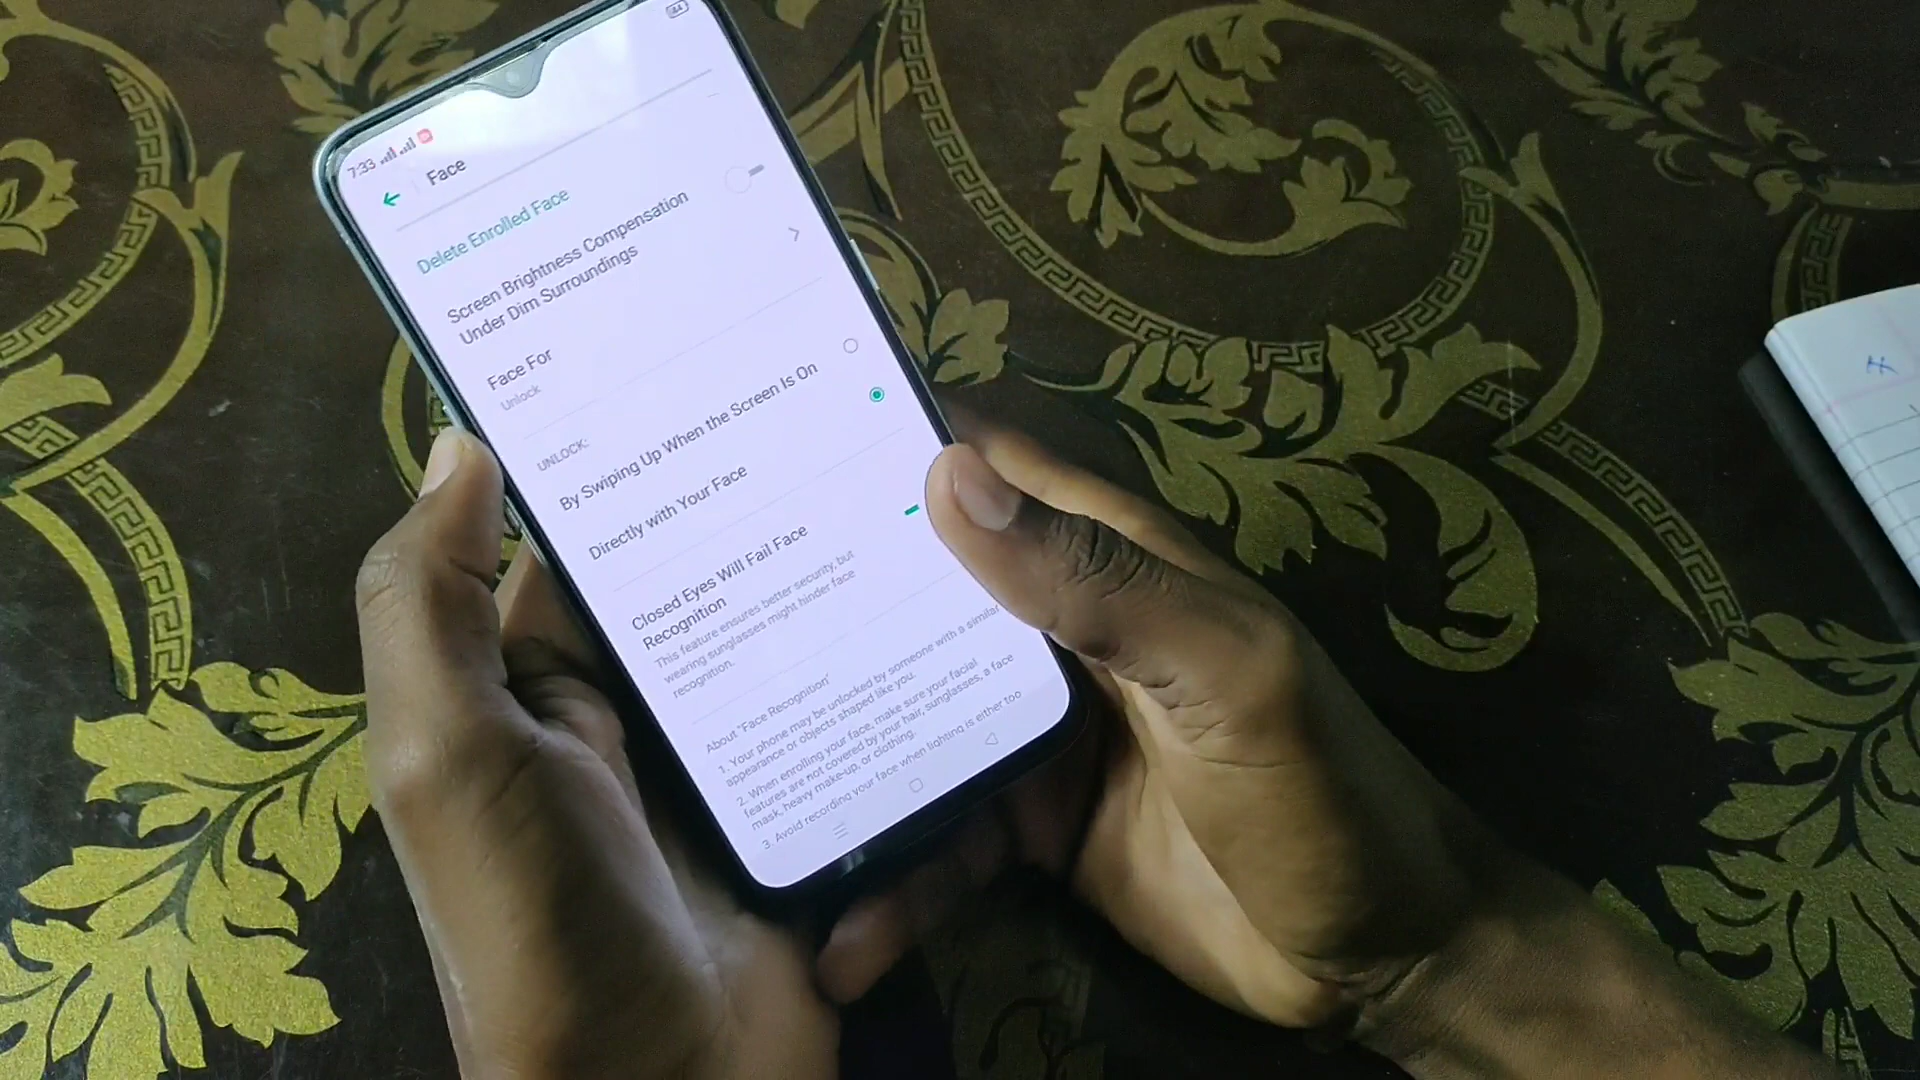 7:33
84
Face
Delete Enrolled Face
Screen Brightness Compensation
Under Dim Surroundings
Face For
Unlock
UNLOCK:
By Swiping Up When the Screen Is On
Directly with Your Face
Closed Eyes Will Fail Face
Recognition
This feature ensures better security, but
wearing sunglasses might hinder face
recognition.
About "Face Recognition"
1. Your phone may be unlocked by someone with a similar
appearance or objects shaped like you.
2. When enrolling your face, make sure your facial
features are not covered by your hair, sunglasses, a face
mask, heavy make-up, or clothing.
3. Avoid recording your face when lighting is either too